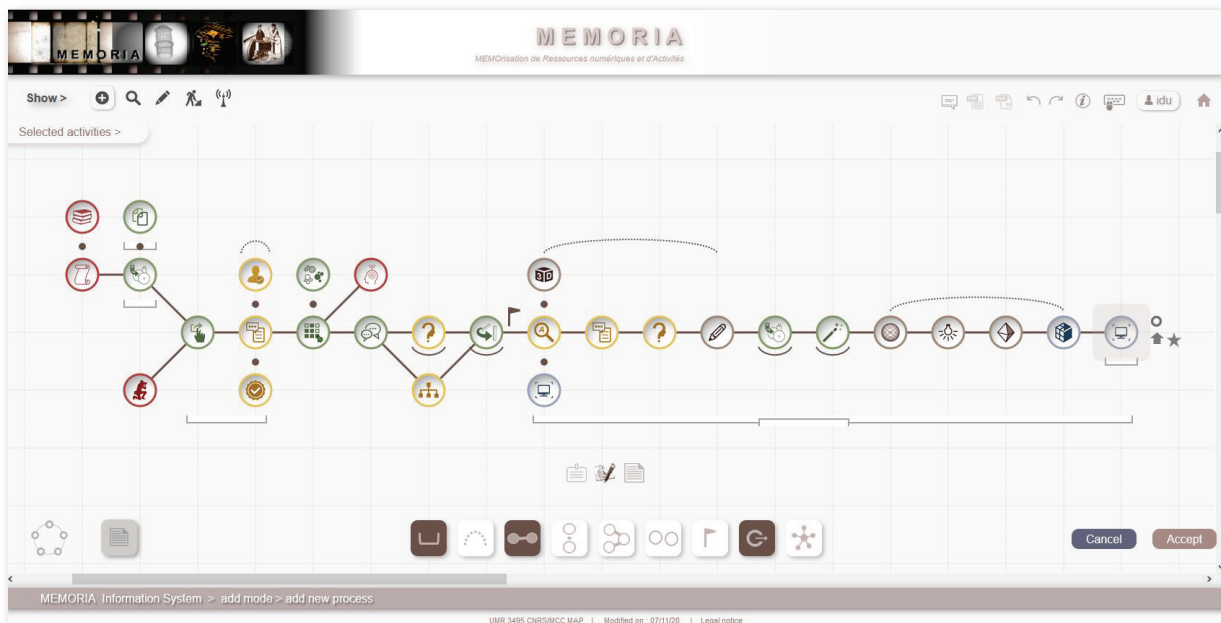 MEMORIA
MEMORIA
MEMOrisation de Ressources numériques et d'Activités
Show >
idu
Selected activities >
3D
A
Cancel
Accept
MEMORIA Information System > add mode > add new process
UMR 3495 CNRS/MCC MAP | Modified on : 07/11/20 | Legal notice